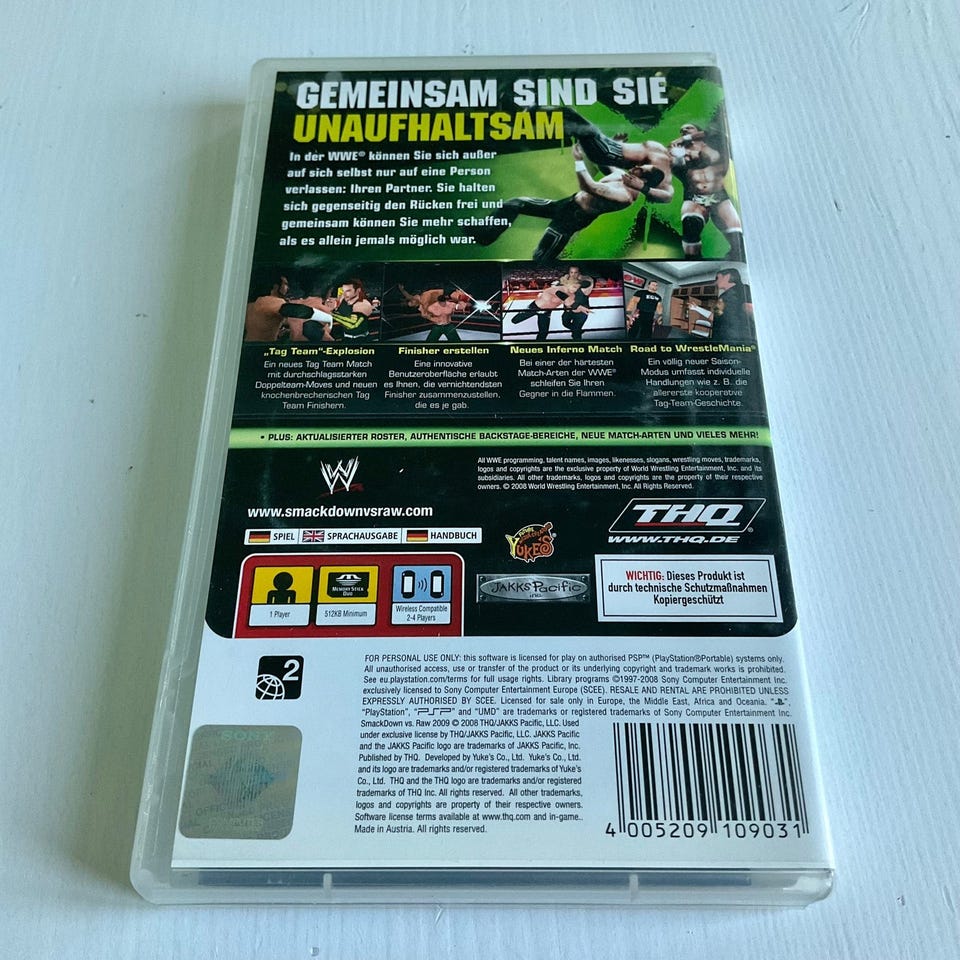 GEMEINSAM SIND SIE
UNAUFHALTSAM
In der WWE® können Sie sich außer
auf sich selbst nur auf eine Person
verlassen: Ihren Partner. Sie halten
sich gegenseitig den Rücken frei und
gemeinsam können Sie mehr schaffen,
als es allein jemals möglich war.
„Tag Team“-Explosion
Ein neues Tag Team Match
mit durchschlagsstarken
Doppelteam-Moves und neuen
knochenbrecherischen Tag
Team Finishern.
Finisher erstellen
Eine innovative
Benutzeroberfläche erlaubt
es Ihnen, die vernichtendsten
Finisher zusammenzustellen,
die es je gab.
Neues Inferno Match
Bei einer der härtesten
Match-Arten der WWE®
schleifen Sie Ihren
Gegner in die Flammen.
Road to WrestleMania®
Ein völlig neuer Saison-
Modus umfasst individuelle
Handlungen wie z. B. die
allererste kooperative
Tag-Team-Geschichte.
• PLUS: AKTUALISIERTER ROSTER, AUTHENTISCHE BACKSTAGE-BEREICHE, NEUE MATCH-ARTEN UND VIELES MEHR!
All WWE programming, talent names, images, likenesses, slogans, wrestling moves, trademarks,
logos and copyrights are the exclusive property of World Wrestling Entertainment, Inc. and its
subsidiaries. All other trademarks, logos and copyrights are the property of their respective
owners. © 2008 World Wrestling Entertainment, Inc. All Rights Reserved.
W
www.smackdownvsraw.com
THQ
WWW.THQ.DE
SPIEL SPRACHAUSGABE HANDBUCH
YUKE'S
JAKKS Pacific
INC.
WICHTIG: Dieses Produkt ist
durch technische Schutzmaßnahmen
Kopiergeschützt
MEMORY STICK
DUO
1 Player
512KB Minimum
Wireless Compatible
2-4 Players
2
FOR PERSONAL USE ONLY: this software is licensed for play on authorised PSP™ (PlayStation®Portable) systems only.
All unauthorised access, use or transfer of the product or its underlying copyright and trademark works is prohibited.
See eu.playstation.com/terms for full usage rights. Library programs ©1997-2008 Sony Computer Entertainment Inc.
exclusively licensed to Sony Computer Entertainment Europe (SCEE). RESALE AND RENTAL ARE PROHIBITED UNLESS
EXPRESSLY AUTHORISED BY SCEE. Licensed for sale only in Europe, the Middle East, Africa and Oceania. "PS",
"PlayStation", "PSP" and "UMD" are trademarks or registered trademarks of Sony Computer Entertainment Inc.
SmackDown vs. Raw 2009 © 2008 THQ/JAKKS Pacific, LLC. Used
under exclusive license by THQ/JAKKS Pacific, LLC. JAKKS Pacific
and the JAKKS Pacific logo are trademarks of JAKKS Pacific, Inc.
Published by THQ. Developed by Yuke's Co., Ltd. Yuke's Co., Ltd.
and its logo are trademarks and/or registered trademarks of Yuke's
Co., Ltd. THQ and the THQ logo are trademarks and/or registered
trademarks of THQ Inc. All rights reserved. All other trademarks,
logos and copyrights are property of their respective owners.
Software license terms available at www.thq.com and in-game..
Made in Austria. All rights reserved.
SONY
COMPUTER
4 005209 109031